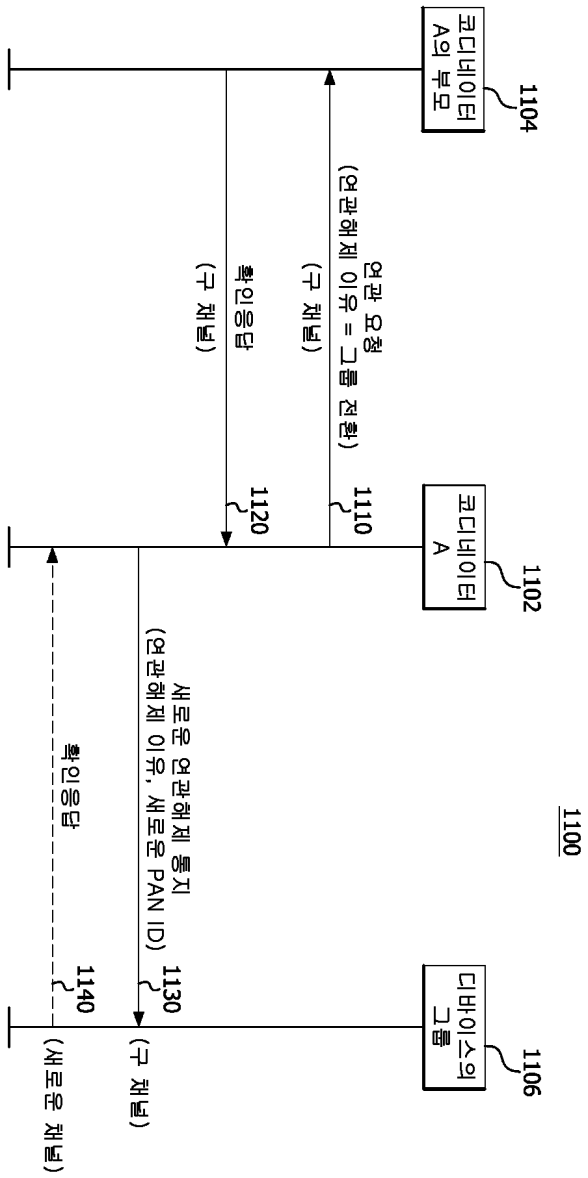 1100
1104
코디네이터
A의 부모
1102
코디네이터
A
1106
디바이스의
그룹
연관 요청
(연관해제 이유 = 그룹 전환)
(구 채널)
1110
확인응답
(구 채널)
1120
새로운 연관해제 통지
(연관해제 이유, 새로운 PAN ID)
1130
(구 채널)
확인응답
1140
(새로운 채널)